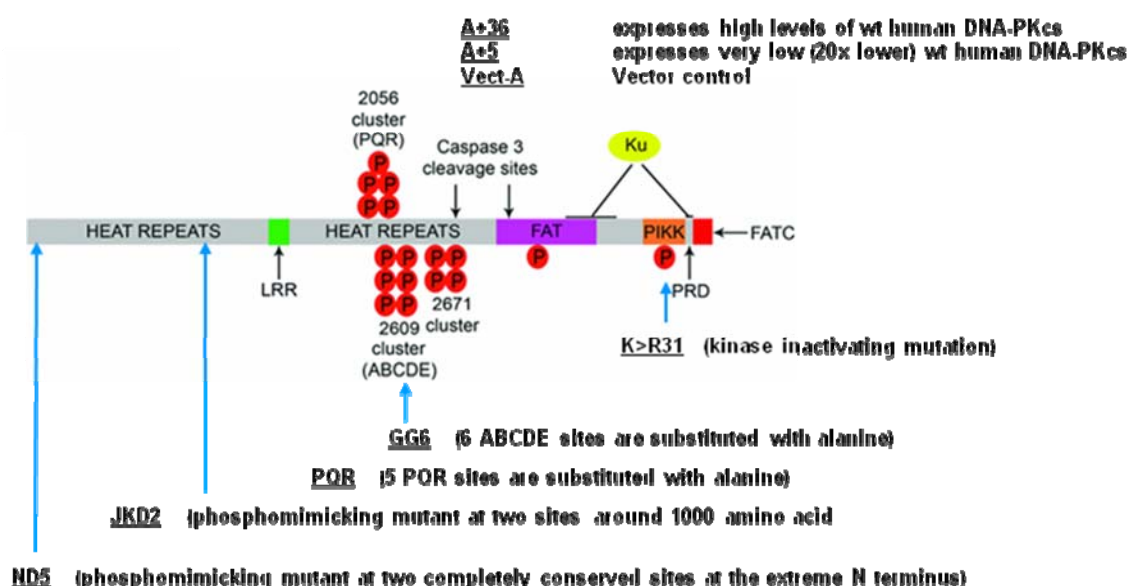 A+36 expresses high levels of wt human DNA-PKcs
A+5 expresses very low (20x lower) wt human DNA-PKcs
Vect-A Vector control
2056
cluster
(PQR)
Caspase 3
cleavage sites
Ku
P
P P
P P
HEAT REPEATS HEAT REPEATS FAT PIKK FATC
P P P P P P
P P P P
P P
LRR
2671
cluster
2609
cluster
(ABCDE)
PRD
K>R31 (kinase inactivating mutation)
GG6 (6 ABCDE sites are substituted with alanine)
PQR (5 PQR sites are substituted with alanine)
JKD2 (phosphomimicking mutant at two sites around 1000 amino acid
ND5 (phosphomimicking mutant at two completely conserved sites at the extreme N terminus)